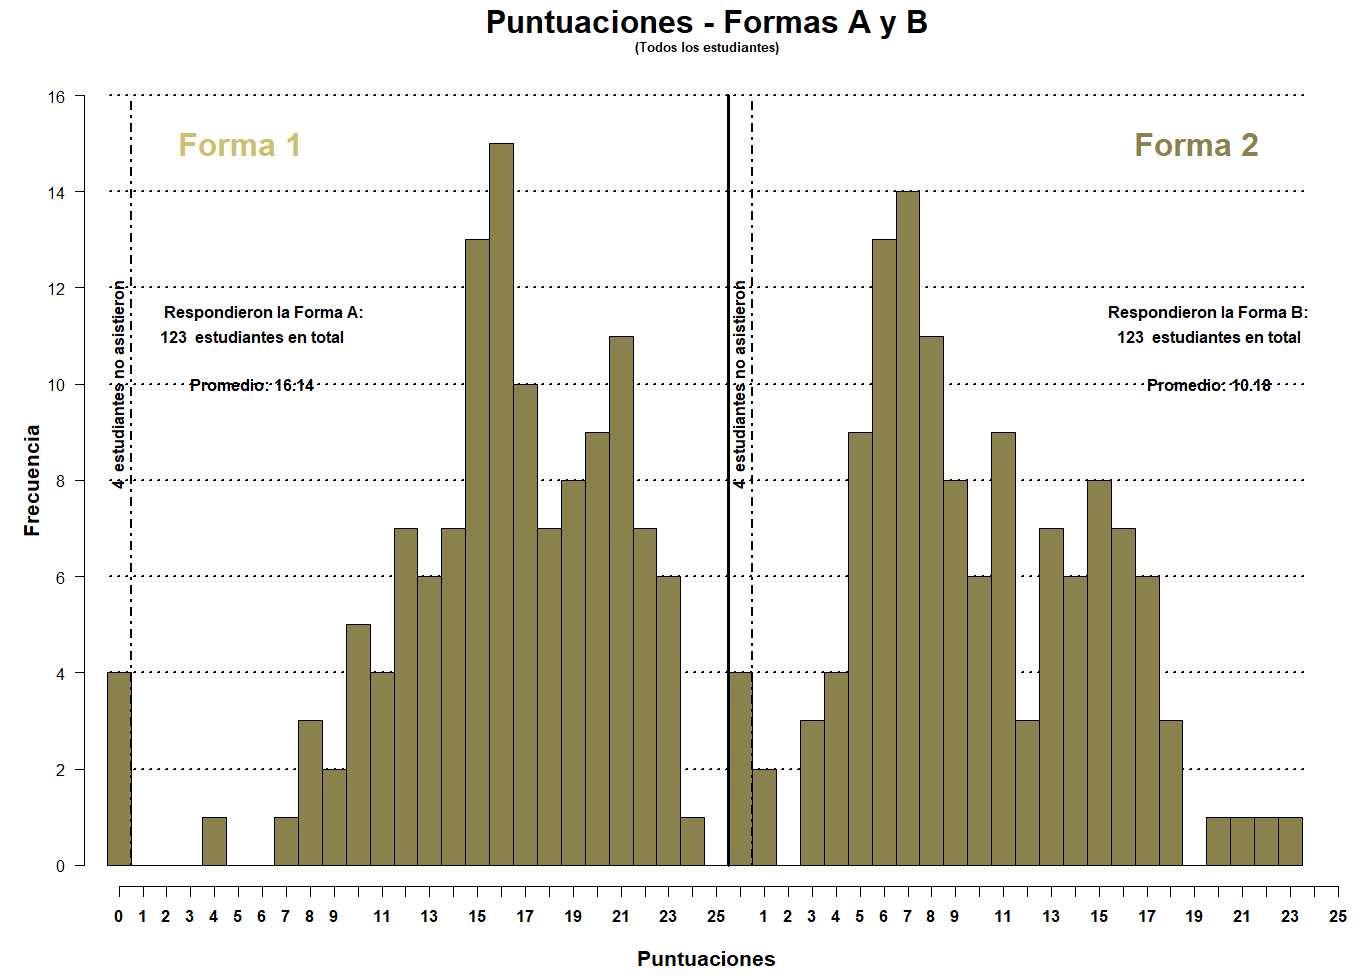 Puntuaciones - Formas A y B
(Todos los estudiantes)
Forma 1
Forma 2
Respondieron la Forma A:
123 estudiantes en total
Promedio: 16.14
Respondieron la Forma B:
123 estudiantes en total
Promedio: 10.18
4 estudiantes no asistieron
4 estudiantes no asistieron
Frecuencia
16
14
12
10
8
6
4
2
0
0 1 2 3 4 5 6 7 8 9 11 13 15 17 19 21 23 25 1 2 3 4 5 6 7 8 9 11 13 15 17 19 21 23 25
Puntuaciones